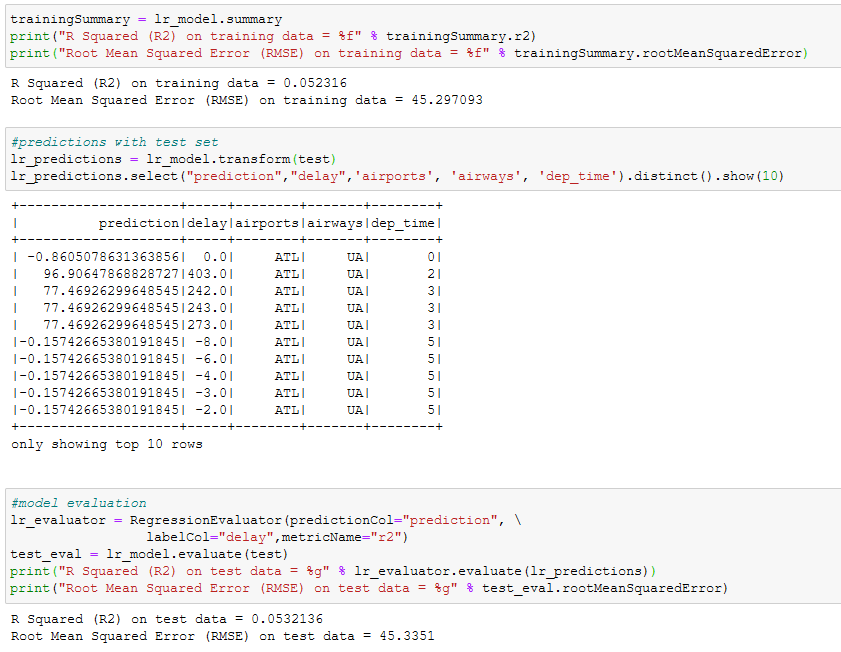 trainingSummary = lr_model.summary
print("R Squared (R2) on training data = %f" % trainingSummary.r2)
print("Root Mean Squared Error (RMSE) on training data = %f" % trainingSummary.rootMeanSquaredError)
R Squared (R2) on training data = 0.052316
Root Mean Squared Error (RMSE) on training data = 45.297093
#predictions with test set
lr_predictions = lr_model.transform(test)
lr_predictions.select("prediction","delay",'airports', 'airways', 'dep_time').distinct().show(10)
+--------------------+-----+--------+-------+--------+
|          prediction|delay|airports|airways|dep_time|
+--------------------+-----+--------+-------+--------+
| -0.8605078631363856|  0.0|     ATL|     UA|       0|
|   96.90647868828727|403.0|     ATL|     UA|       2|
|   77.46926299648545|242.0|     ATL|     UA|       3|
|   77.46926299648545|243.0|     ATL|     UA|       3|
|   77.46926299648545|273.0|     ATL|     UA|       3|
|-0.15742665380191845| -8.0|     ATL|     UA|       5|
|-0.15742665380191845| -6.0|     ATL|     UA|       5|
|-0.15742665380191845| -4.0|     ATL|     UA|       5|
|-0.15742665380191845| -3.0|     ATL|     UA|       5|
|-0.15742665380191845| -2.0|     ATL|     UA|       5|
+--------------------+-----+--------+-------+--------+
only showing top 10 rows
#model evaluation
lr_evaluator = RegressionEvaluator(predictionCol="prediction", \
                 labelCol="delay",metricName="r2")
test_eval = lr_model.evaluate(test)
print("R Squared (R2) on test data = %g" % lr_evaluator.evaluate(lr_predictions))
print("Root Mean Squared Error (RMSE) on test data = %g" % test_eval.rootMeanSquaredError)
R Squared (R2) on test data = 0.0532136
Root Mean Squared Error (RMSE) on test data = 45.3351